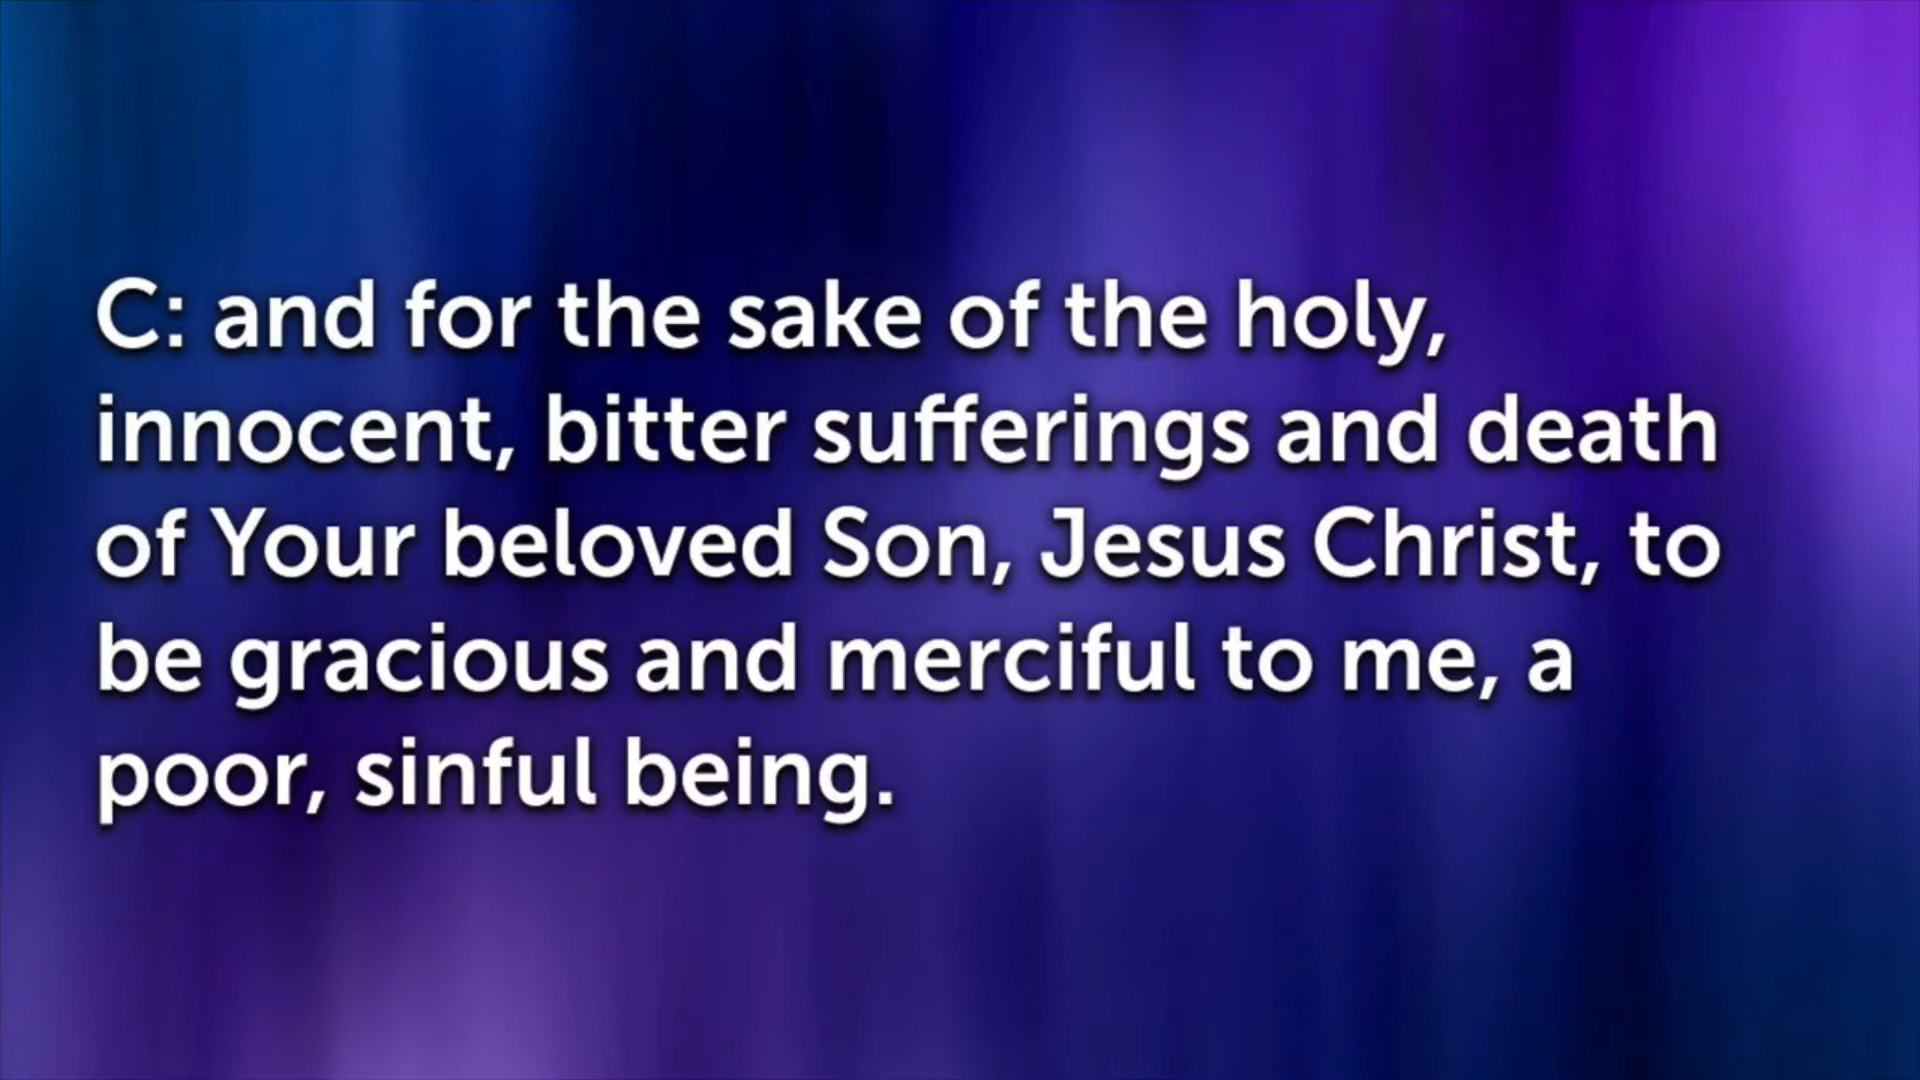 C: and for the sake of the holy,
innocent, bitter sufferings and death
of Your beloved Son, Jesus Christ, to
be gracious and merciful to me, a
poor, sinful being.